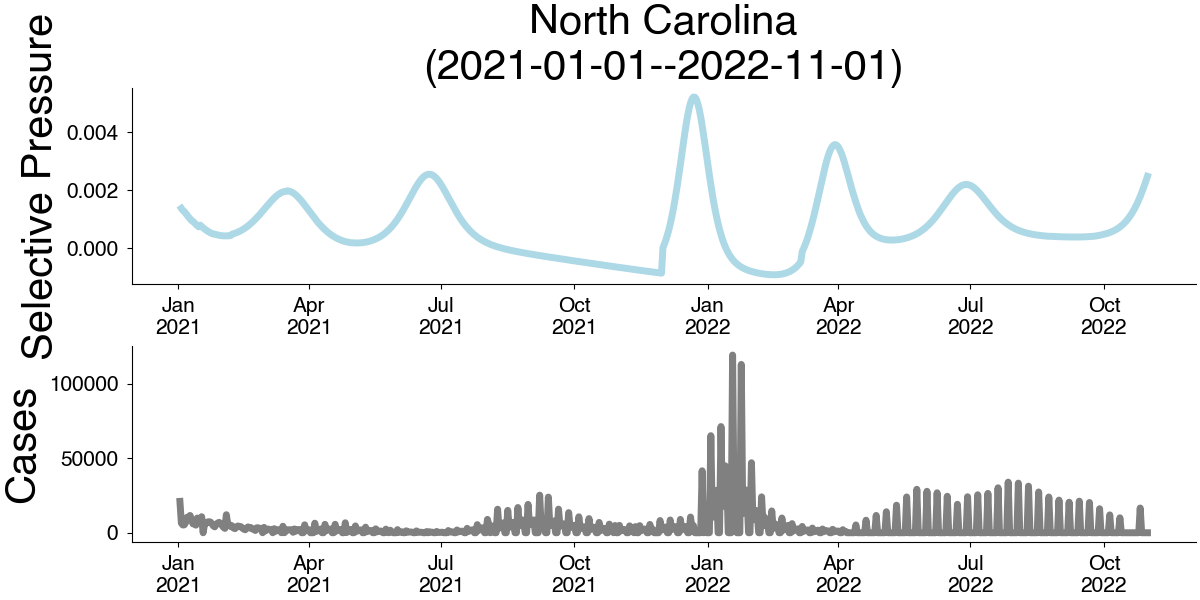 North Carolina
(2021-01-01--2022-11-01)
Selective Pressure
0.004
0.002
0.000
Jan Apr Jul Oct Jan Apr Jul Oct
2021 2021 2021 2021 2022 2022 2022 2022
Cases
100000
50000
0
Jan Apr Jul Oct Jan Apr Jul Oct
2021 2021 2021 2021 2022 2022 2022 2022